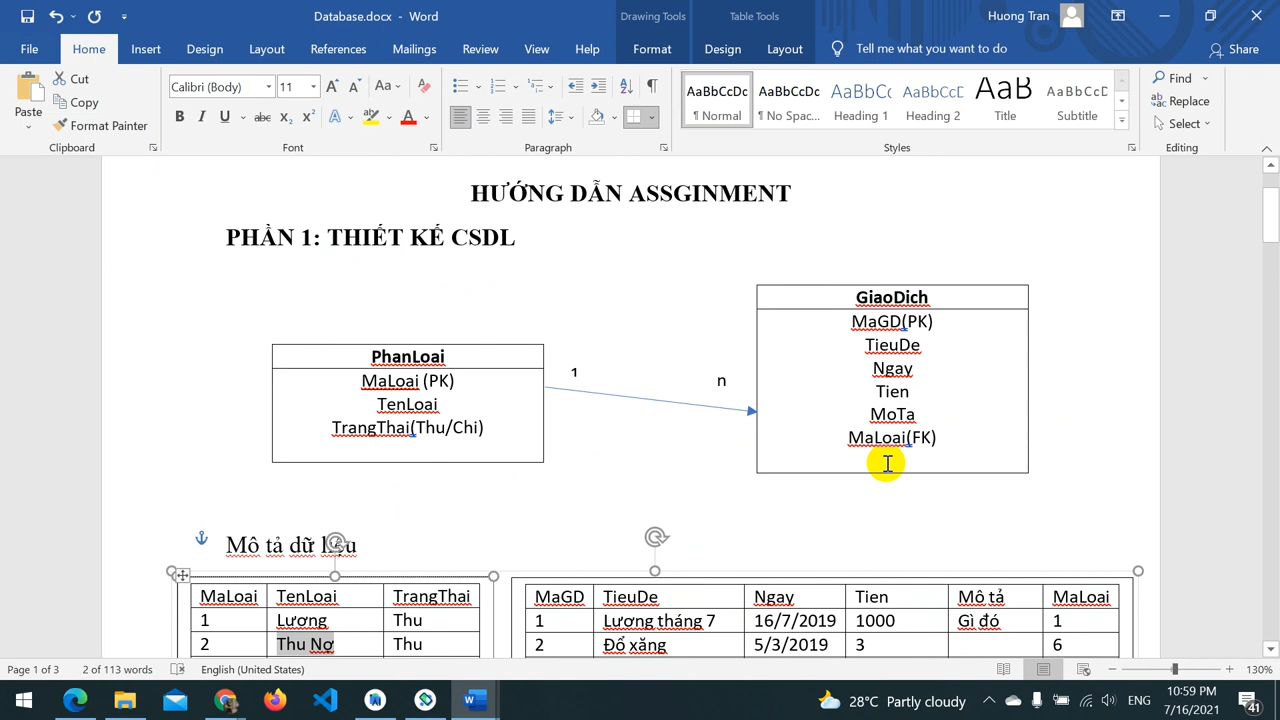 Database.docx - Word
Drawing Tools
Table Tools
Huong Tran
File
Home
Insert
Design
Layout
References
Mailings
Review
View
Help
Format
Design
Layout
Tell me what you want to do
Share
Paste
Cut
Copy
Format Painter
Clipboard
Calibri (Body)
11
Font
Paragraph
AaBbCcDc
¶ Normal
AaBbCcDc
¶ No Spac...
AaBbCc
Heading 1
AaBbCcD
Heading 2
AaB
Title
AaBbCcD
Subtitle
Styles
Find
Replace
Select
Editing
HƯỚNG DẪN ASSGINMENT
PHẦN 1: THIẾT KẾ CSDL
PhanLoai
MaLoai (PK)
TenLoai
TrangThai(Thu/Chi)
1
n
GiaoDich
MaGD(PK)
TieuDe
Ngay
Tien
MoTa
MaLoai(FK)
Mô tả dữ liệu
MaLoai TenLoai TrangThai
1 Lương Thu
2 Thu Nợ Thu
MaGD TieuDe Ngay Tien Mô tả MaLoai
1 Lương tháng 7 16/7/2019 1000 Gì đó 1
2 Đổ xăng 5/3/2019 3 6
Page 1 of 3
2 of 113 words
English (United States)
130%
28°C Partly cloudy
ENG
10:59 PM
7/16/2021
41